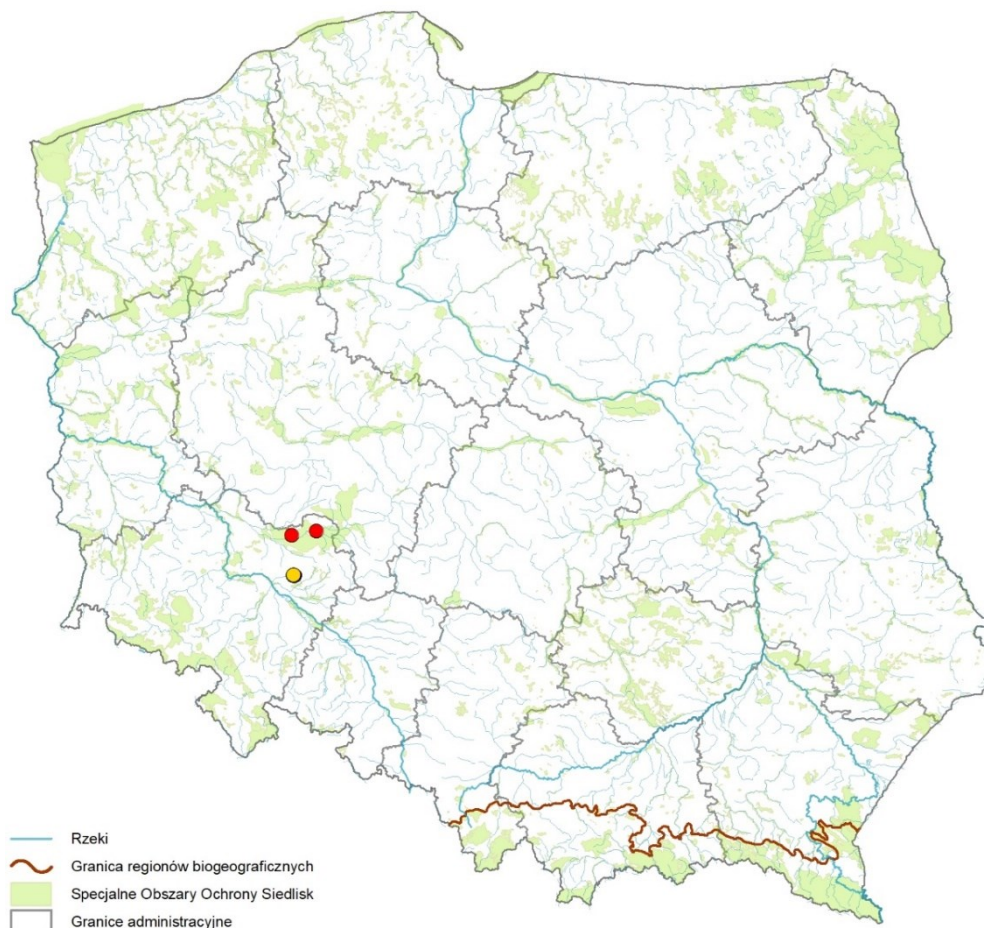 Rzeki
Granica regionów biogeograficznych
Specjalne Obszary Ochrony Siedlisk
Granice administracyjne